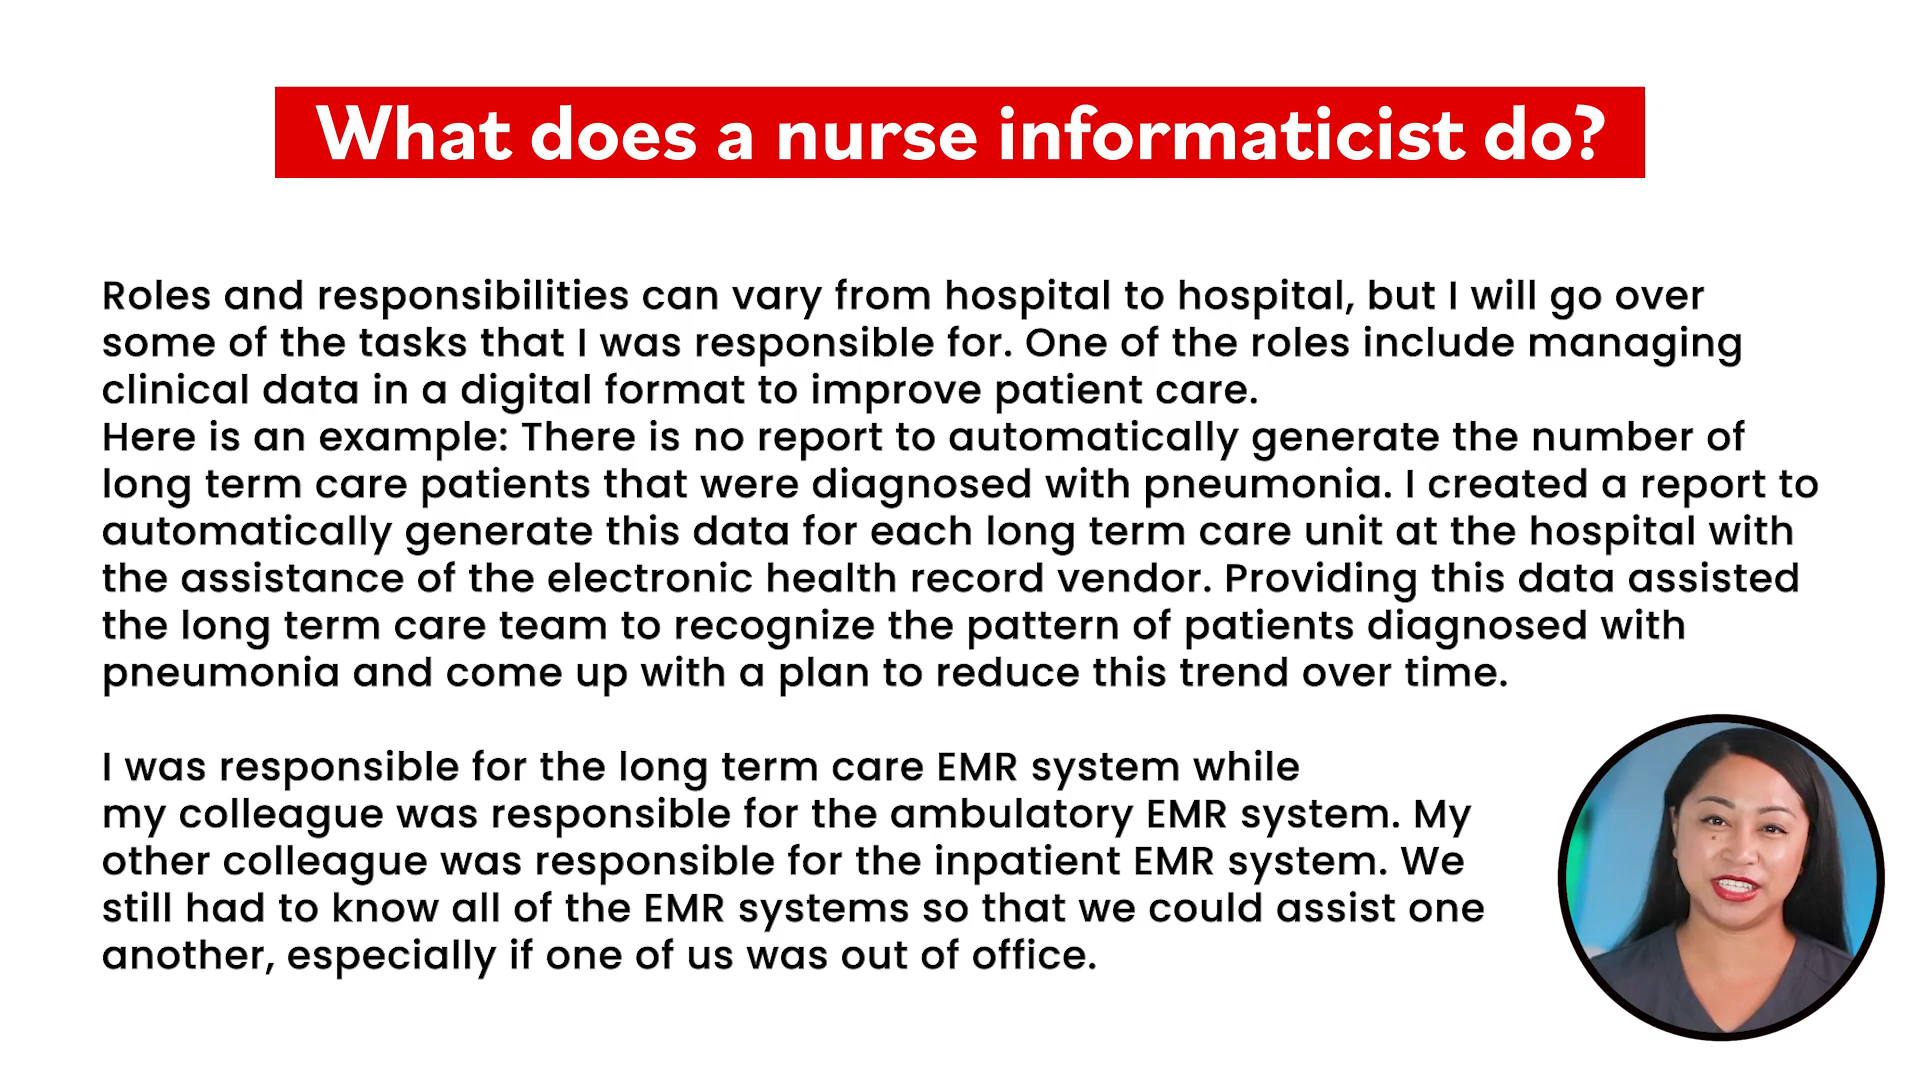 What does a nurse informaticist do?
Roles and responsibilities can vary from hospital to hospital, but I will go over
some of the tasks that I was responsible for. One of the roles include managing
clinical data in a digital format to improve patient care.
Here is an example: There is no report to automatically generate the number of
long term care patients that were diagnosed with pneumonia. I created a report to
automatically generate this data for each long term care unit at the hospital with
the assistance of the electronic health record vendor. Providing this data assisted
the long term care team to recognize the pattern of patients diagnosed with
pneumonia and come up with a plan to reduce this trend over time.
I was responsible for the long term care EMR system while
my colleague was responsible for the ambulatory EMR system. My
other colleague was responsible for the inpatient EMR system. We
still had to know all of the EMR systems so that we could assist one
another, especially if one of us was out of office.